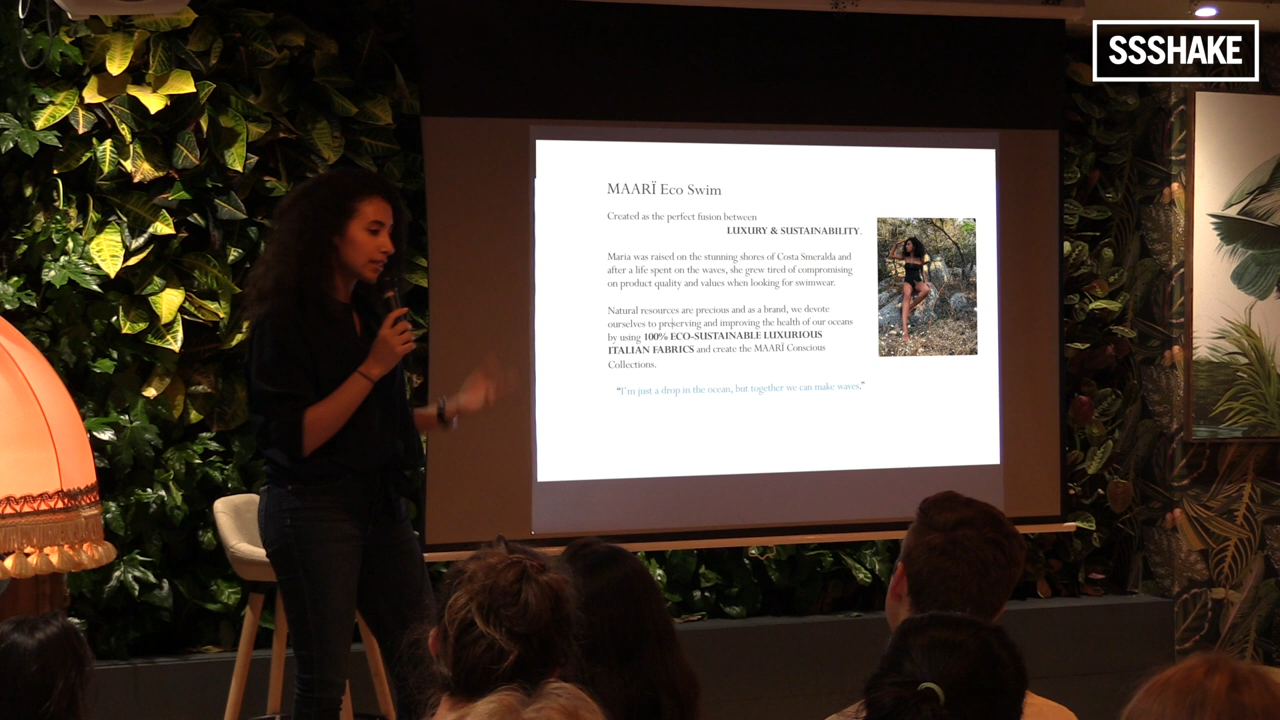 SSSHAKE
MAARÏ Eco Swim
Created as the perfect fusion between
LUXURY & SUSTAINABILITY.
Maria was raised on the stunning shores of Costa Smeralda and
after a life spent on the waves, she grew tired of compromising
on product quality and values when looking for swimwear.
Natural resources are precious and as a brand, we devote
ourselves to preserving and improving the health of our oceans
by using 100% ECO-SUSTAINABLE LUXURIOUS
ITALIAN FABRICS and create the MAARÏ Conscious
Collections.
“I'm just a drop in the ocean, but together we can make waves.”